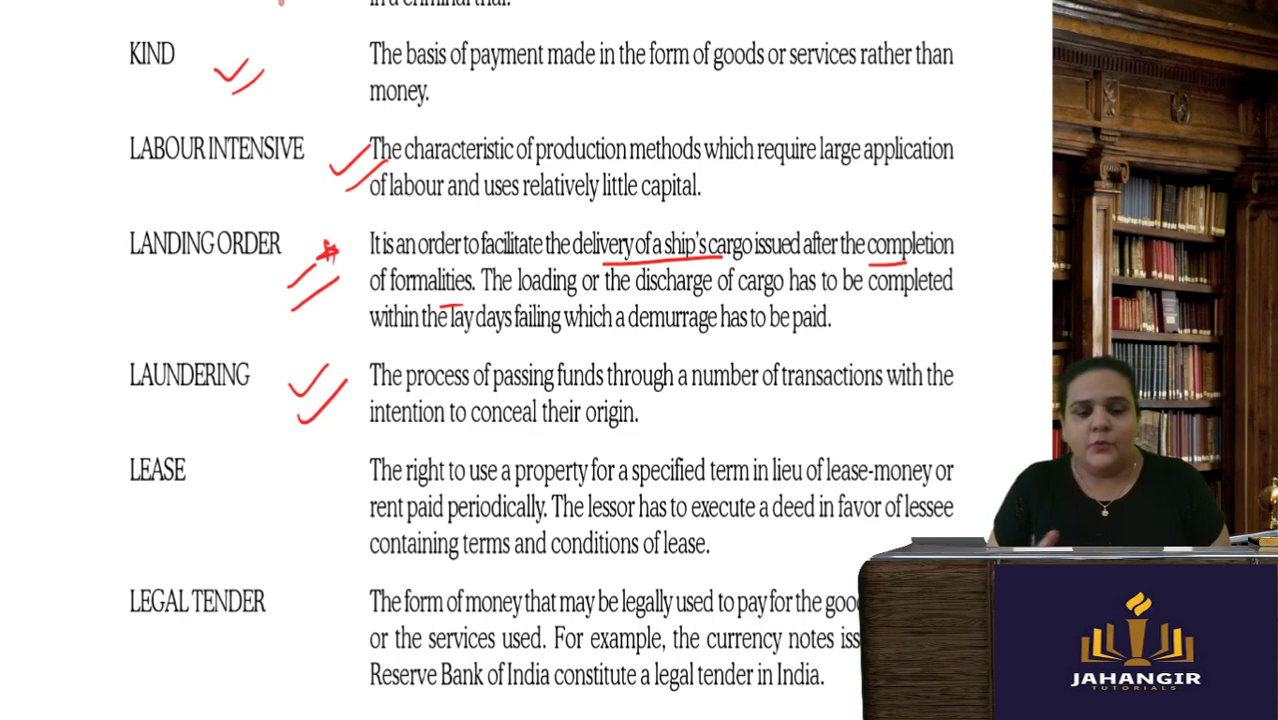 in a criminal trial.
KIND The basis of payment made in the form of goods or services rather than
money.
LABOUR INTENSIVE The characteristic of production methods which require large application
of labour and uses relatively little capital.
LANDING ORDER It is an order to facilitate the delivery of a ship's cargo issued after the completion
of formalities. The loading or the discharge of cargo has to be completed
within the lay days failing which a demurrage has to be paid.
LAUNDERING The process of passing funds through a number of transactions with the
intention to conceal their origin.
LEASE The right to use a property for a specified term in lieu of lease-money or
rent paid periodically. The lessor has to execute a deed in favor of lessee
containing terms and conditions of lease.
LEGAL TENDER The form of money that may be legally used to pay for the
or the services used. For example, the currency notes
Reserve Bank of India constitute a legal tender in India.
JAHANGIR
TUTORIALS